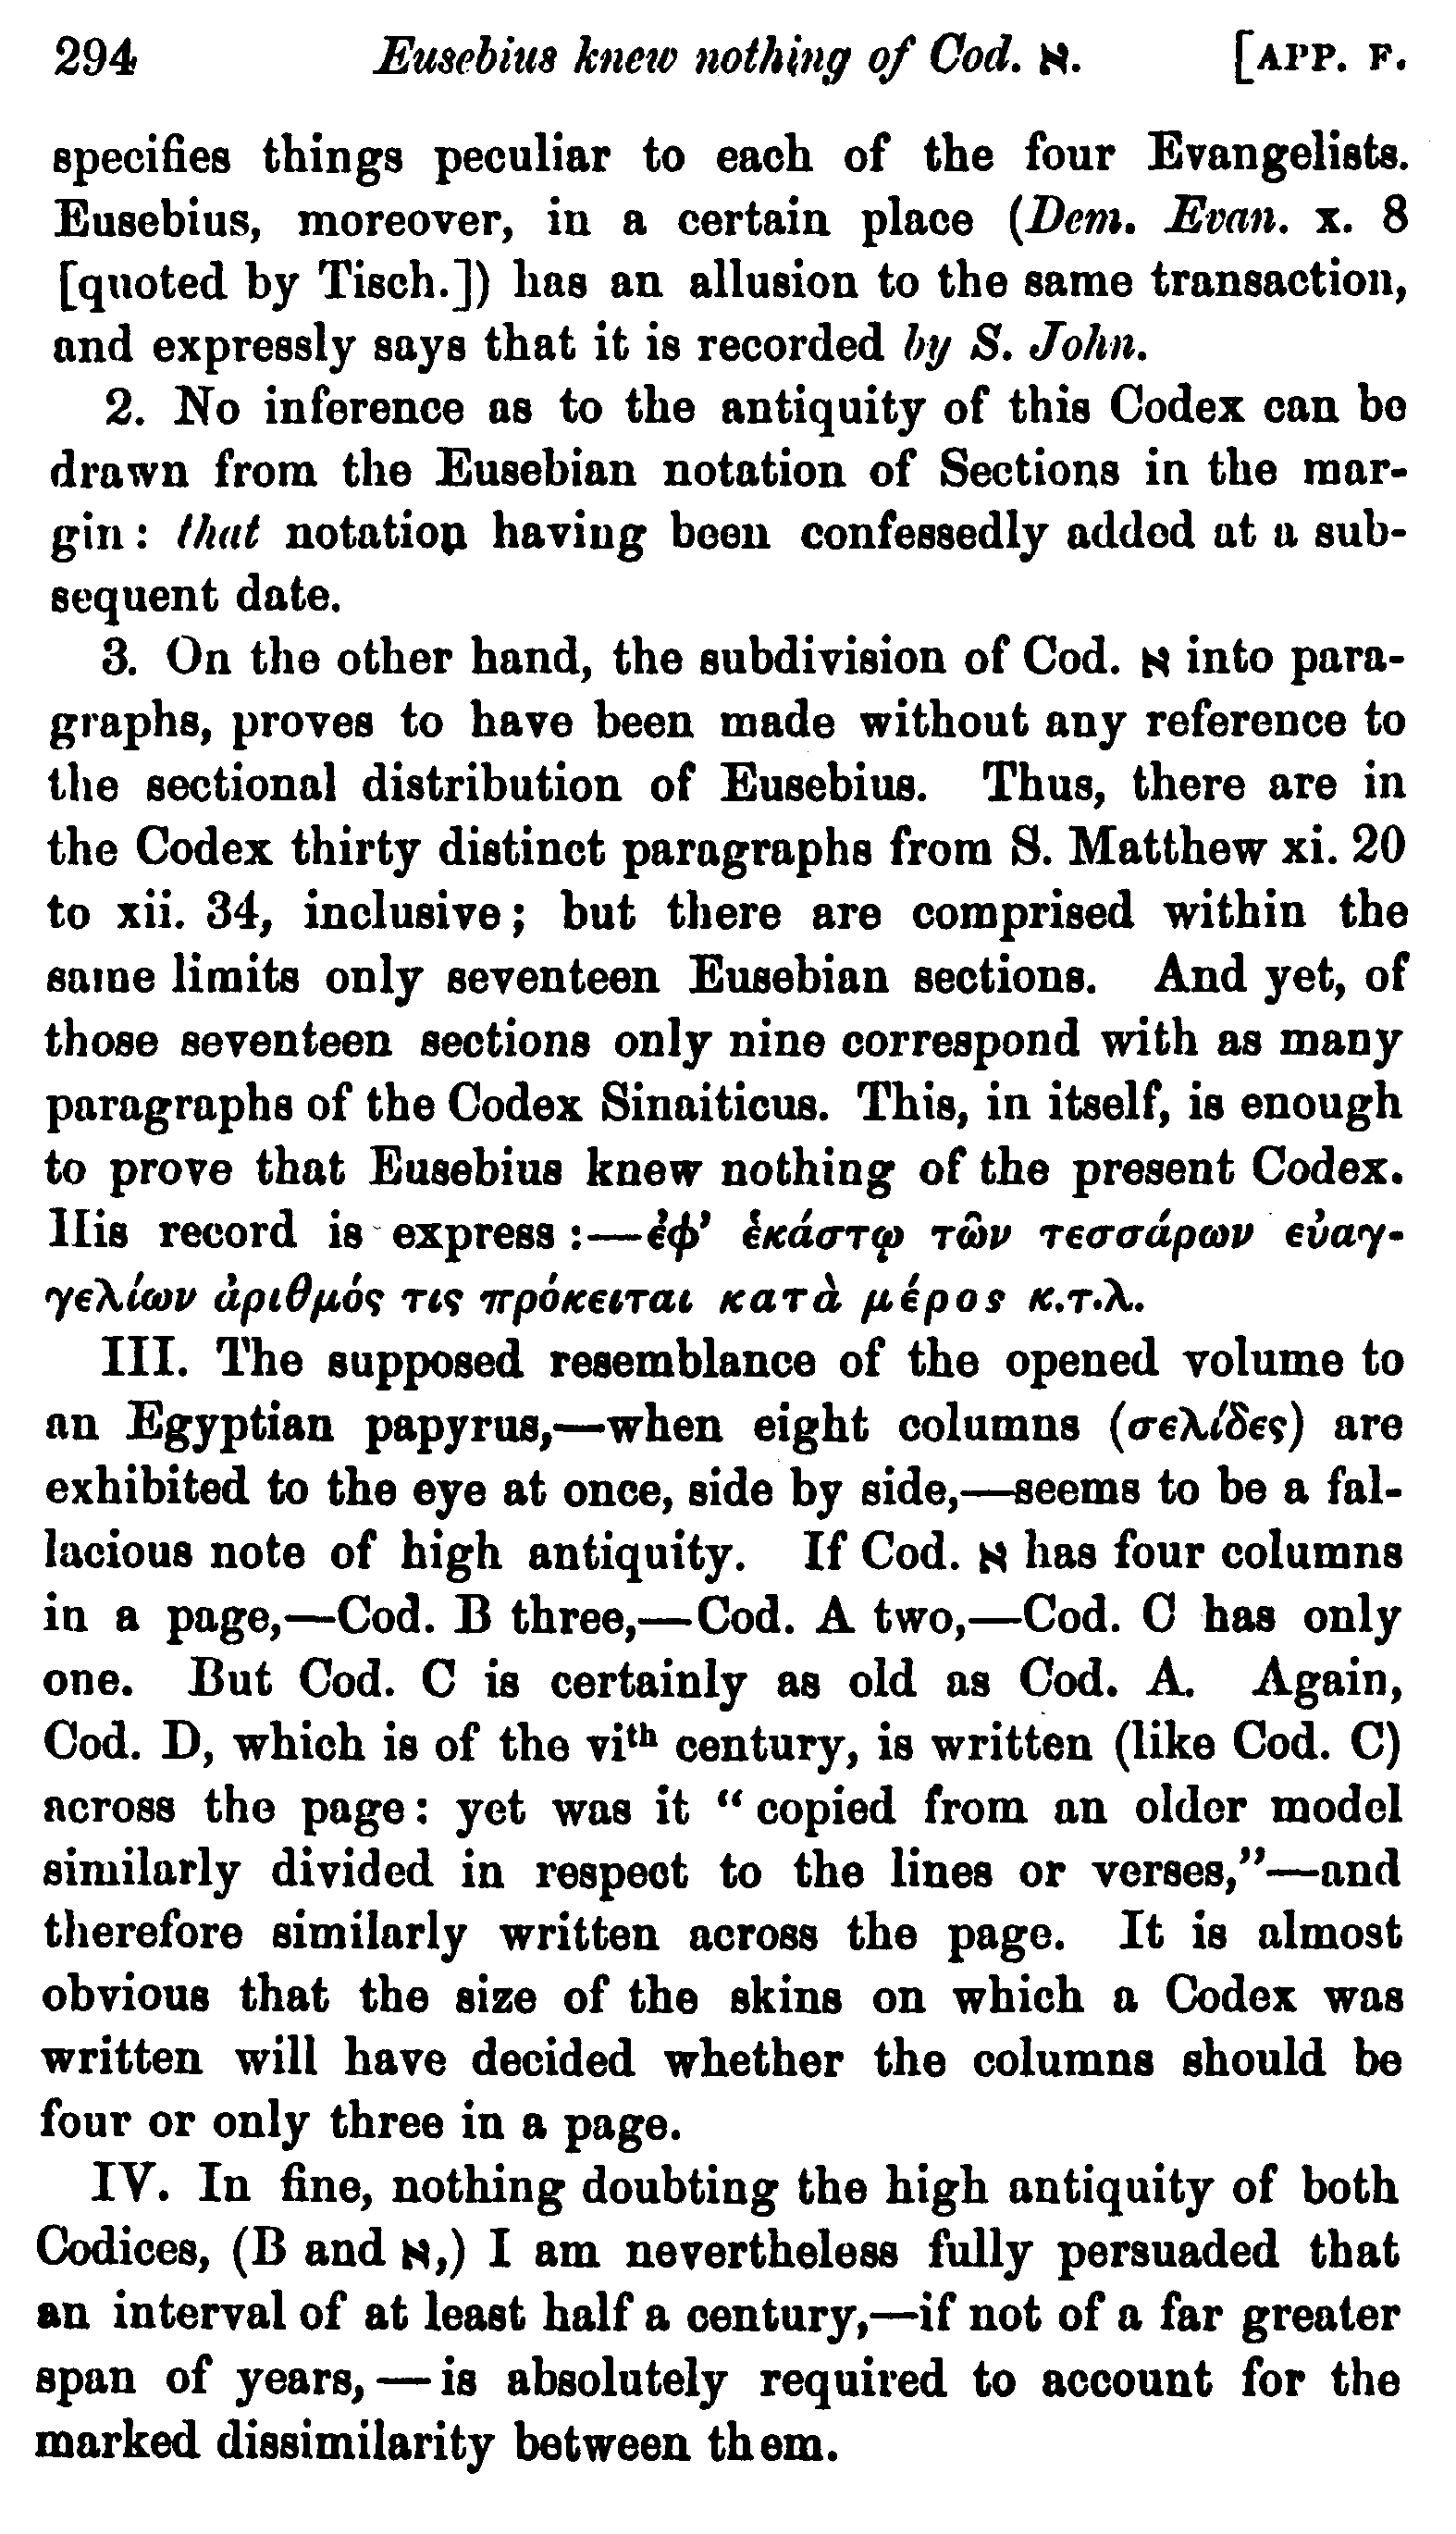 294 Eusebius knew nothing of Cod. א. [APP. F.
specifies things peculiar to each of the four Evangelists.
Eusebius, moreover, in a certain place (Dem. Evan. x. 8
[quoted by Tisch.]) has an allusion to the same transaction,
and expressly says that it is recorded by S. John.
2. No inference as to the antiquity of this Codex can be
drawn from the Eusebian notation of Sections in the mar-
gin: that notation having been confessedly added at a sub-
sequent date.
3. On the other hand, the subdivision of Cod. א into para-
graphs, proves to have been made without any reference to
the sectional distribution of Eusebius. Thus, there are in
the Codex thirty distinct paragraphs from S. Matthew xi. 20
to xii. 34, inclusive; but there are comprised within the
same limits only seventeen Eusebian sections. And yet, of
those seventeen sections only nine correspond with as many
paragraphs of the Codex Sinaiticus. This, in itself, is enough
to prove that Eusebius knew nothing of the present Codex.
His record is express:—ἐφ’ ἑκάστῳ τῶν τεσσάρων εὐαγ-
γελίων ἀριθμός τις πρόκειται κατὰ μέρος κ.τ.λ.
III. The supposed resemblance of the opened volume to
an Egyptian papyrus,—when eight columns (σελίδες) are
exhibited to the eye at once, side by side,—seems to be a fal-
lacious note of high antiquity. If Cod. א has four columns
in a page,—Cod. B three,—Cod. A two,—Cod. C has only
one. But Cod. C is certainly as old as Cod. A. Again,
Cod. D, which is of the vith century, is written (like Cod. C)
across the page: yet was it “copied from an older model
similarly divided in respect to the lines or verses,”—and
therefore similarly written across the page. It is almost
obvious that the size of the skins on which a Codex was
written will have decided whether the columns should be
four or only three in a page.
IV. In fine, nothing doubting the high antiquity of both
Codices, (B and א,) I am nevertheless fully persuaded that
an interval of at least half a century,—if not of a far greater
span of years,—is absolutely required to account for the
marked dissimilarity between them.